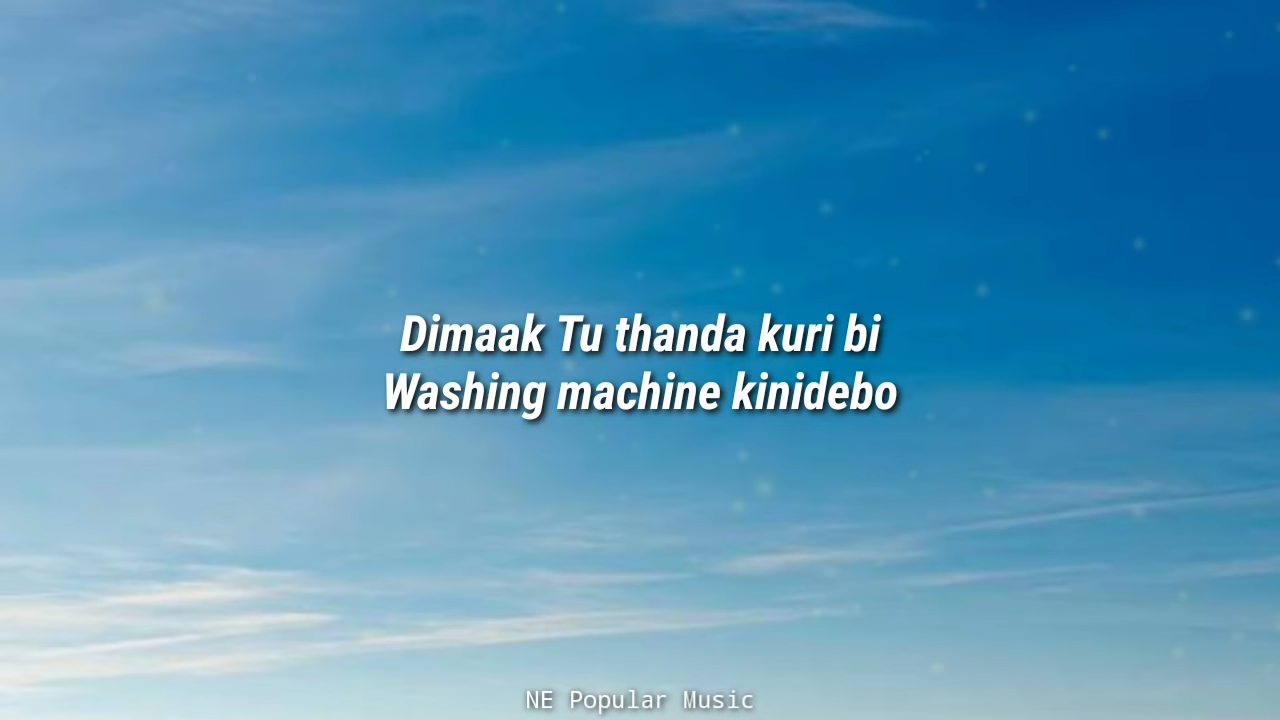 Dimaak Tu thanda kuri bi
Washing machine kinidebo
NE Popular Music